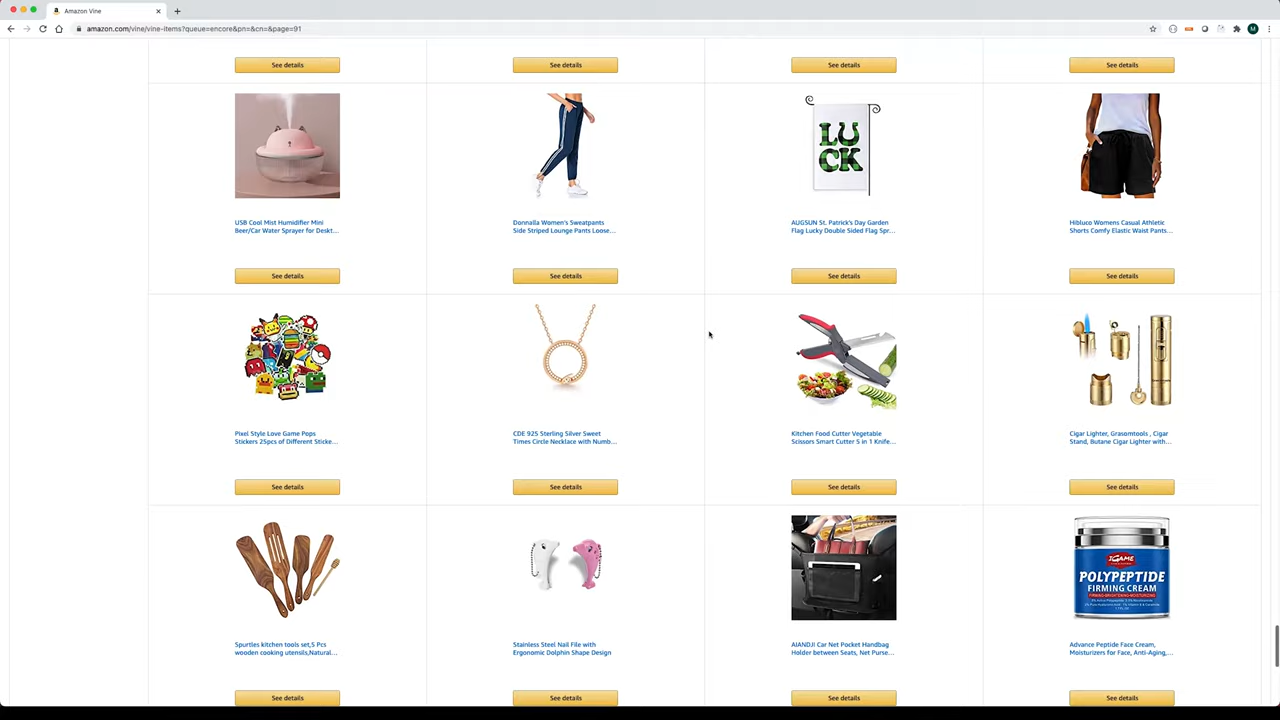 Amazon Vine
amazon.com/vine/vine-items?queue=encore&pn=&cn=&page=91
M
See details
See details
See details
See details
LU
CK
USB Cool Mist Humidifier Mini
Beer/Car Water Sprayer for Deskt...
Donnalla Women's Sweatpants
Side Striped Lounge Pants Loose...
AUGSUN St. Patrick's Day Garden
Flag Lucky Double Sided Flag Spr...
Hibluco Womens Casual Athletic
Shorts Comfy Elastic Waist Pants...
See details
See details
See details
See details
Pixel Style Love Game Pops
Stickers 25pcs of Different Sticke...
CDE 925 Sterling Silver Sweet
Times Circle Necklace with Numb...
Kitchen Food Cutter Vegetable
Scissors Smart Cutter 5 in 1 Knife...
Cigar Lighter, Grasomtools , Cigar
Stand, Butane Cigar Lighter with...
See details
See details
See details
See details
POLYPEPTIDE
FIRMING CREAM
FIRMING•BRIGHTENING•MOISTURIZING
Spurtles kitchen tools set,5 Pcs
wooden cooking utensils,Natural...
Stainless Steel Nail File with
Ergonomic Dolphin Shape Design
AIANDJI Car Net Pocket Handbag
Holder between Seats, Net Purse...
Advance Peptide Face Cream,
Moisturizers for Face, Anti-Aging,...
See details
See details
See details
See details